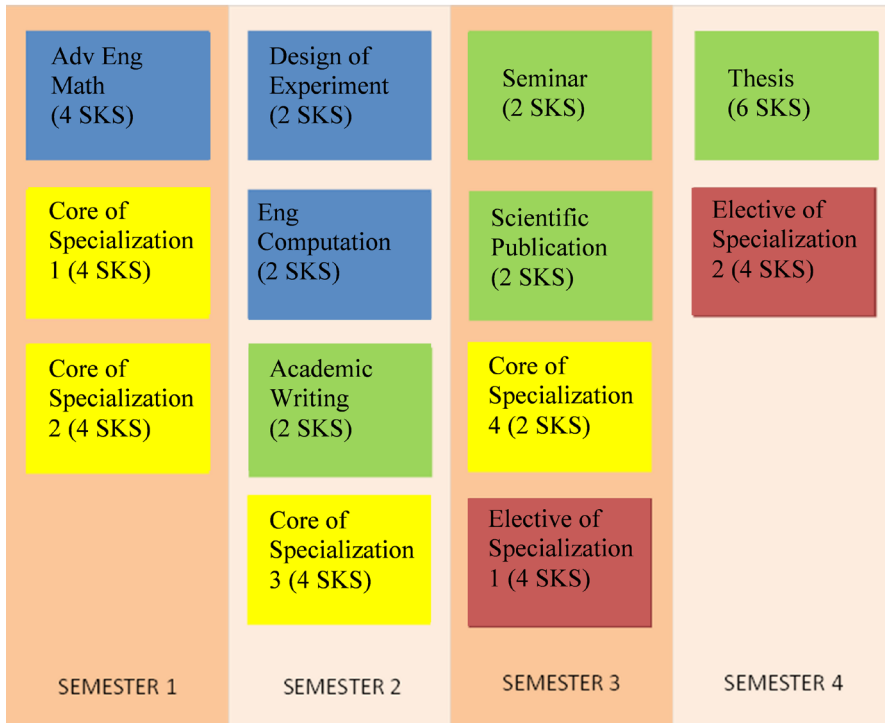 Adv Eng
Math
(4 SKS)
Core of
Specialization
1 (4 SKS)
Core of
Specialization
2 (4 SKS)
SEMESTER 1
Design of
Experiment
(2 SKS)
Eng
Computation
(2 SKS)
Academic
Writing
(2 SKS)
Core of
Specialization
3 (4 SKS)
SEMESTER 2
Seminar
(2 SKS)
Scientific
Publication
(2 SKS)
Core of
Specialization
4 (2 SKS)
Elective of
Specialization
1 (4 SKS)
SEMESTER 3
Thesis
(6 SKS)
Elective of
Specialization
2 (4 SKS)
SEMESTER 4